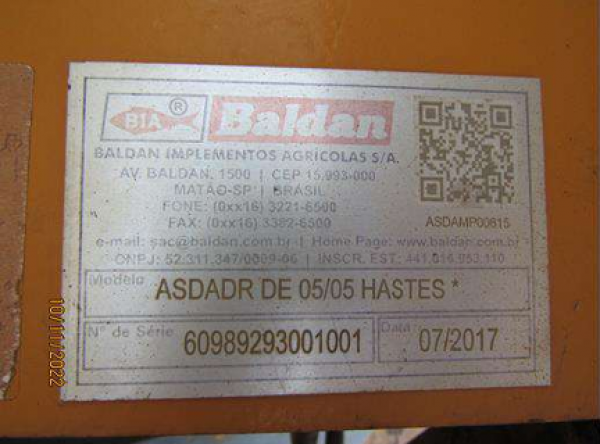 B1A ® Baldan
BALDAN IMPLEMENTOS AGRÍCOLAS S/A.
AV. BALDAN, 1500 | CEP 15.993-000
MATÃO-SP | BRASIL
FONE: (0xx16) 3221-6500
FAX: (0xx16) 3382-6500
ASDAMP00615
e-mail: sac@baldan.com.br | Home Page: www.baldan.com.br
CNPJ: 52.311.347/0009-06 | INSCR. EST: 441.016.953.110
Modelo
ASDADR DE 05/05 HASTES *
N° de Série
60989293001001
Data
07/2017
10/11/2022